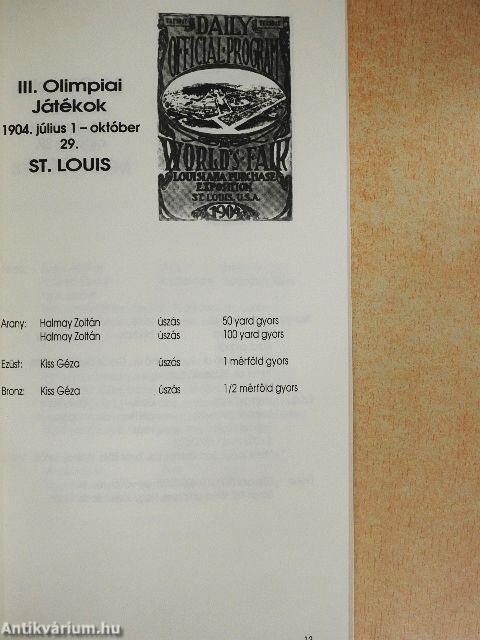 III. Olimpiai
Játékok
1904. július 1 – október
29.
ST. LOUIS
DAILY
OFFICIAL PROGRAM
WORLD'S FAIR
LOUISIANA PURCHASE
EXPOSITION
ST. LOUIS, U.S.A.
1904
Arany: Halmay Zoltán úszás 50 yard gyors
Halmay Zoltán úszás 100 yard gyors
Ezüst: Kiss Géza úszás 1 mérföld gyors
Bronz: Kiss Géza úszás 1/2 mérföld gyors
Antikvárium.hu